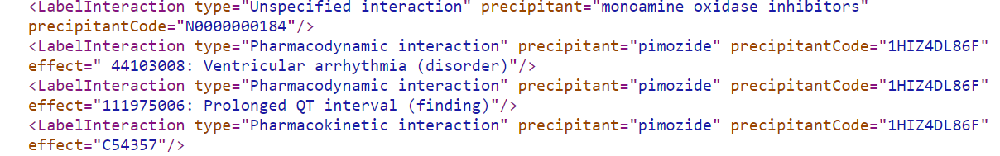 <LabelInteraction type="Unspecified interaction" precipitant="monoamine oxidase inhibitors"
precipitantCode="N0000000184"/>
<LabelInteraction type="Pharmacodynamic interaction" precipitant="pimozide" precipitantCode="1HIZ4DL86F"
effect=" 44103008: Ventricular arrhythmia (disorder)"/>
<LabelInteraction type="Pharmacodynamic interaction" precipitant="pimozide" precipitantCode="1HIZ4DL86F"
effect="111975006: Prolonged QT interval (finding)"/>
<LabelInteraction type="Pharmacokinetic interaction" precipitant="pimozide" precipitantCode="1HIZ4DL86F"
effect="C54357"/>